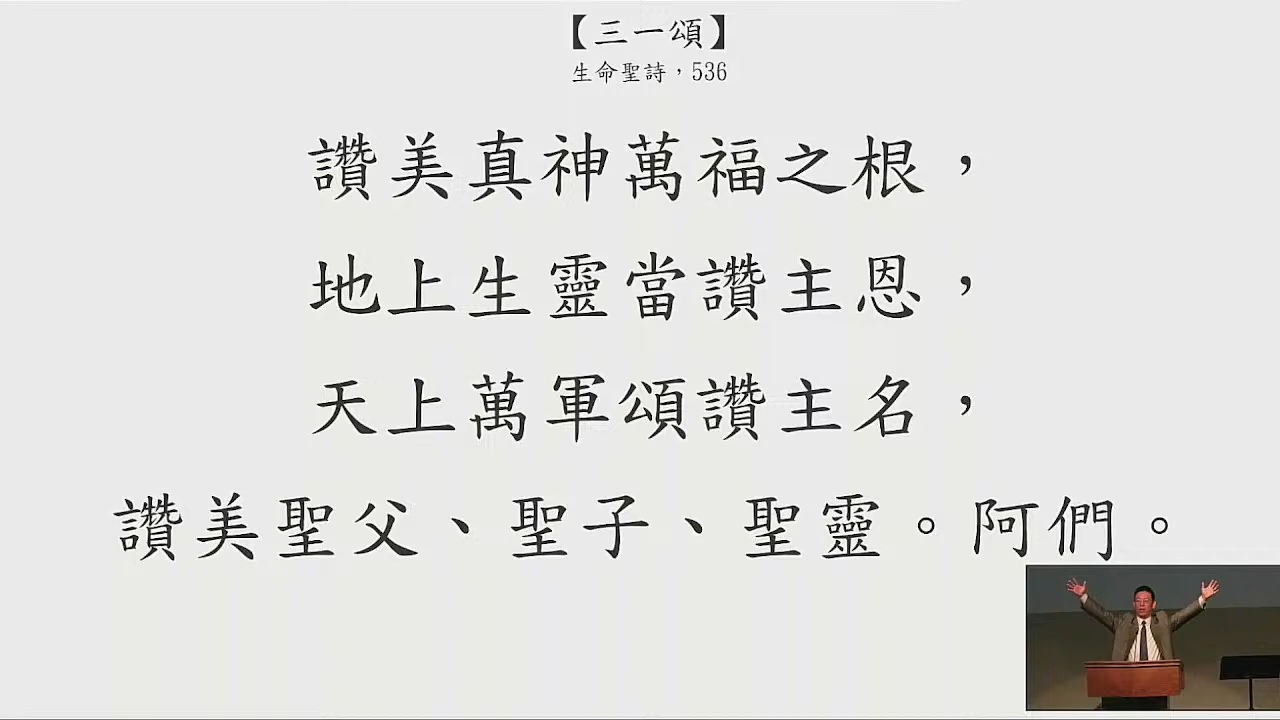 【三一頌】
生命聖詩，536
讚美真神萬福之根，
地上生靈當讚主恩，
天上萬軍頌讚主名，
讚美聖父、聖子、聖靈。阿們。